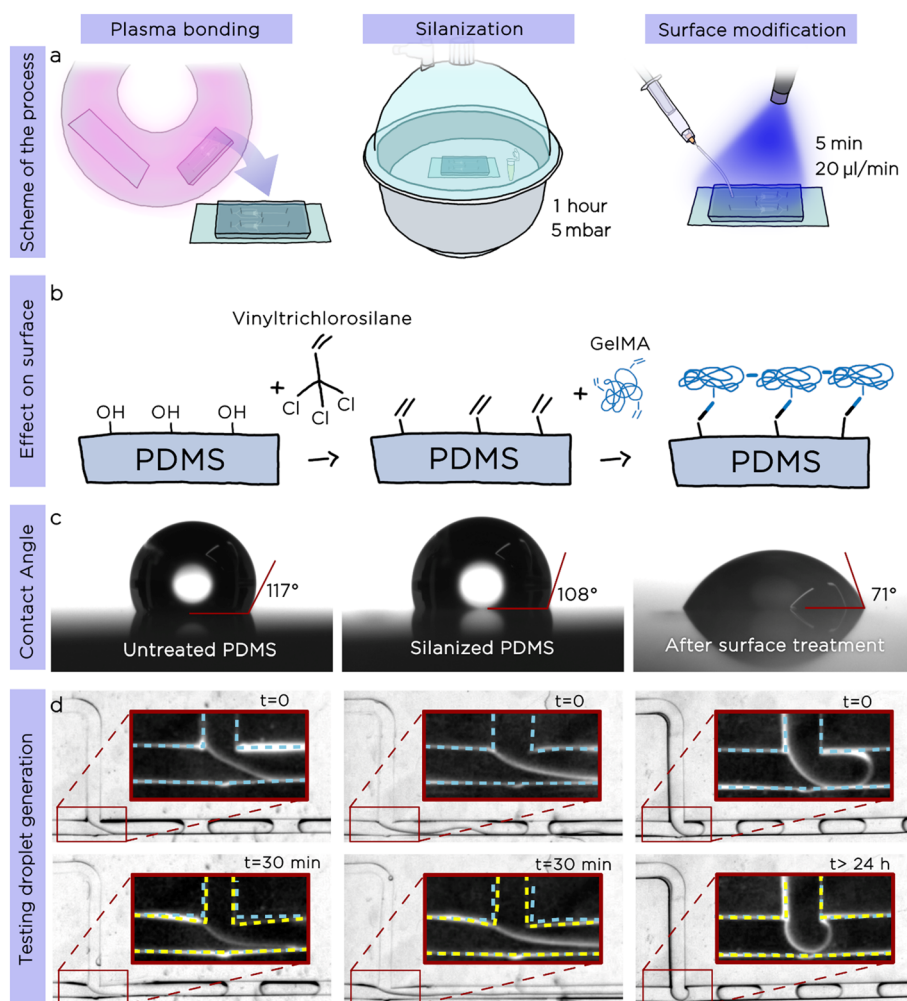 Plasma bonding
Silanization
Surface modification
Scheme of the process
a
1 hour
5 mbar
5 min
20 µl/min
Effect on surface
b
Vinyltrichlorosilane
+
Cl
Cl
Cl
OH
OH
OH
PDMS
GelMA
+
PDMS
PDMS
Contact Angle
c
117°
Untreated PDMS
108°
Silanized PDMS
71°
After surface treatment
Testing droplet generation
d
t=0
t=0
t=0
t=30 min
t=30 min
t> 24 h